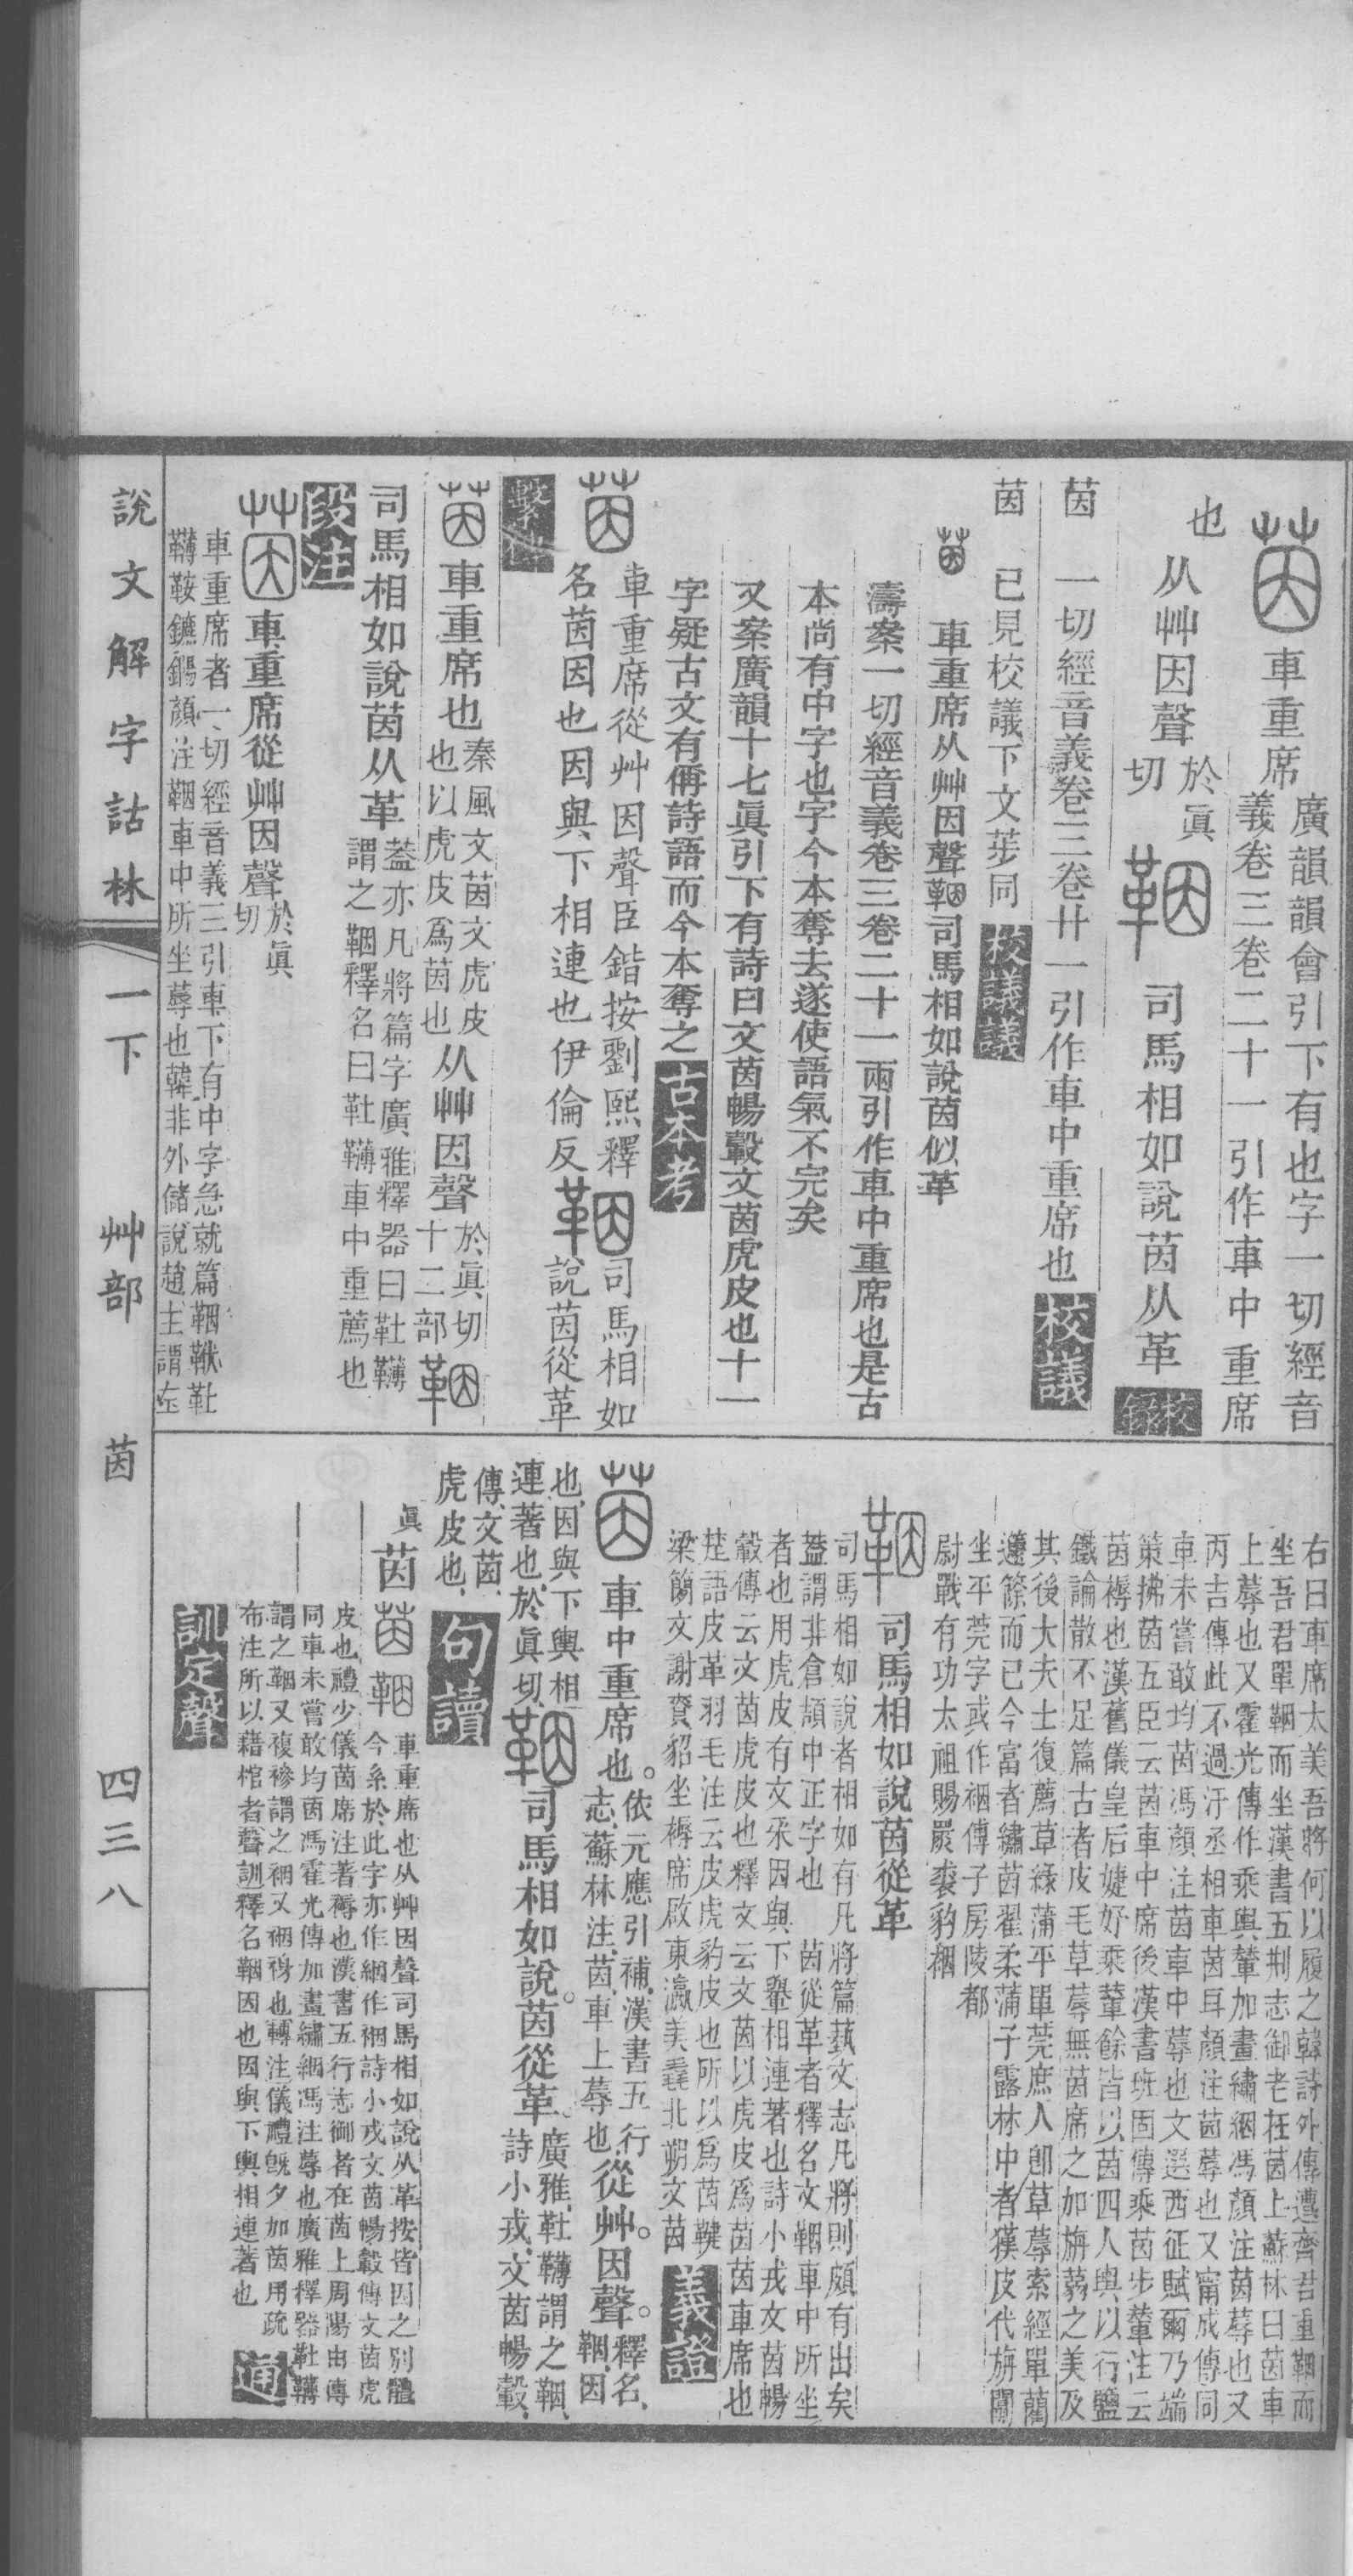 茵車重席廣韻韻會引下有也字一切經音
義卷三卷二十一引作車中重席
也从艸因聲於眞
切鞇司馬相如說茵从革校錄
茵一切經音義卷三卷廿一引作車中重席也校議
茵已見校議下文荓同校議議
茵車重席从艸因聲鞇司馬相如說茵从革
濤案一切經音義卷三卷二十一兩引作車中重席也是古
本尚有中字也字今本奪去遂使語氣不完矣
又案廣韻十七眞引下有詩曰文茵暢轂文茵虎皮也十一
字疑古文有偁詩語而今本奪之古本考
茵車重席從艸因聲臣鍇按劉熙釋
名茵因也因與下相連也伊倫反鞇司馬相如
說茵從革
繫傳
茵車重席也秦風文茵文虎皮
也以虎皮爲茵也从艸因聲於眞切
十二部鞇
司馬相如說茵从革蓋亦凡將篇字廣雅釋器曰靯䪙
謂之鞇釋名曰靯䪙車中重薦也
段注
茵車重席從艸因聲於眞
切
車重席者一切經音義三引車下有中字急就篇鞇靯
䪙鞍鑣鍚顏注鞇車中所坐蓐也韓非外儲說趙主謂左
右曰車席太美吾將何以履之韓詩外傳遭齊君重鞇而
坐吾君單鞇而坐漢書五荆志御老在茵上蘇林曰茵車
上蓐也又霍光傳作乘輿輦加畫繡絪馮顏注茵蓐也又
丙吉傳此不過汙丞相車茵耳顏注茵蓐也又甯成傳同
車未嘗敢均茵馮顏注茵車中蓐也文選西征賦爾乃端
策拂茵五臣云茵車中席後漢書班固傳乘茵步輦注云
茵褥也漢舊儀皇后婕妤乘輦餘皆以茵四人輿以行鹽
鐵論散不足篇古者皮毛草蓐無茵席之加旃蒻之美及
其後大夫士復薦草緣蒲平單莞庶人卽草蓐索經單藺
籧篨而已今富者繡茵翟柔蒲子露林中者獏皮代旃闒
坐平莞字或作裀傳子房陵都
尉戰有功太祖賜嚴裘豹裀
鞇司馬相如說茵從革
司馬相如說者相如有凡將篇藝文志凡將則頗有出矣
蓋謂非倉頡中正字也　茵從革者釋名文鞇車中所坐
者也用虎皮有文采因與下轝相連著也詩小戎文茵暢
轂傳云文茵虎皮也釋文云文茵以虎皮爲茵茵車席也
楚語皮革羽毛注云皮虎豹皮也所以爲茵鞬
梁簡文謝賚貂坐褥席啟東瀛美毳北朔文茵義證
茵車中重席也。依元應引補、漢書五行
志、蘇林注、茵、車上蓐也、從艸。因聲。釋名、
鞇、因
也、因與下輿相
連著也、於眞切、鞇司馬相如說。茵從革。廣雅、靯䪙謂之鞇、
詩小戎、文茵暢轂、
傳、文茵、
虎皮也、句讀
眞茵茵鞇車重席也从艸因聲司馬相如說从革按皆因之別體
今系於此字亦作絪作裀詩小戎文茵暢轂傳文茵虎
皮也禮少儀茵席注著褥也漢書五行志御者在茵上周陽由傳
同車未嘗敢均茵馮霍光傳加畫繡絪馮注蓐也廣雅釋器靯䪙
謂之鞇又複襂謂之裀又裀衻也轉注儀禮旣夕加茵用疏
布注所以藉棺者聲訓釋名鞇因也因與下輿相連著也通
訓定聲
說文解字詁林　一下　艸部　茵　四三八